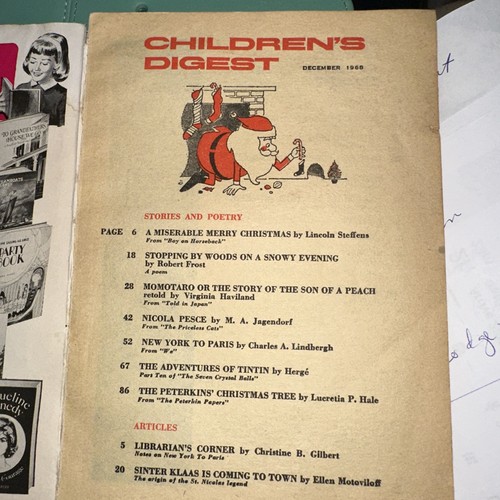 CHILDREN'S
DIGEST
DECEMBER 1968
STORIES AND POETRY
PAGE 6 A MISERABLE MERRY CHRISTMAS by Lincoln Steffens
From "Boy on Horseback"
18 STOPPING BY WOODS ON A SNOWY EVENING
by Robert Frost
A poem
28 MOMOTARO OR THE STORY OF THE SON OF A PEACH
retold by Virginia Haviland
From "Told in Japan"
42 NICOLA PESCE by M. A. Jagendorf
From "The Priceless Cats"
52 NEW YORK TO PARIS by Charles A. Lindbergh
From "We"
67 THE ADVENTURES OF TINTIN by Hergé
Part Ten of "The Seven Crystal Balls"
86 THE PETERKINS' CHRISTMAS TREE by Lucretia P. Hale
From "The Peterkin Papers"
ARTICLES
5 LIBRARIAN'S CORNER by Christine B. Gilbert
Notes on New York To Paris
20 SINTER KLAAS IS COMING TO TOWN by Ellen Motoviloff
The origin of the St. Nicolas legend
TO GRANDFATHER'S
HOUSE WE
PARTY
BOOK